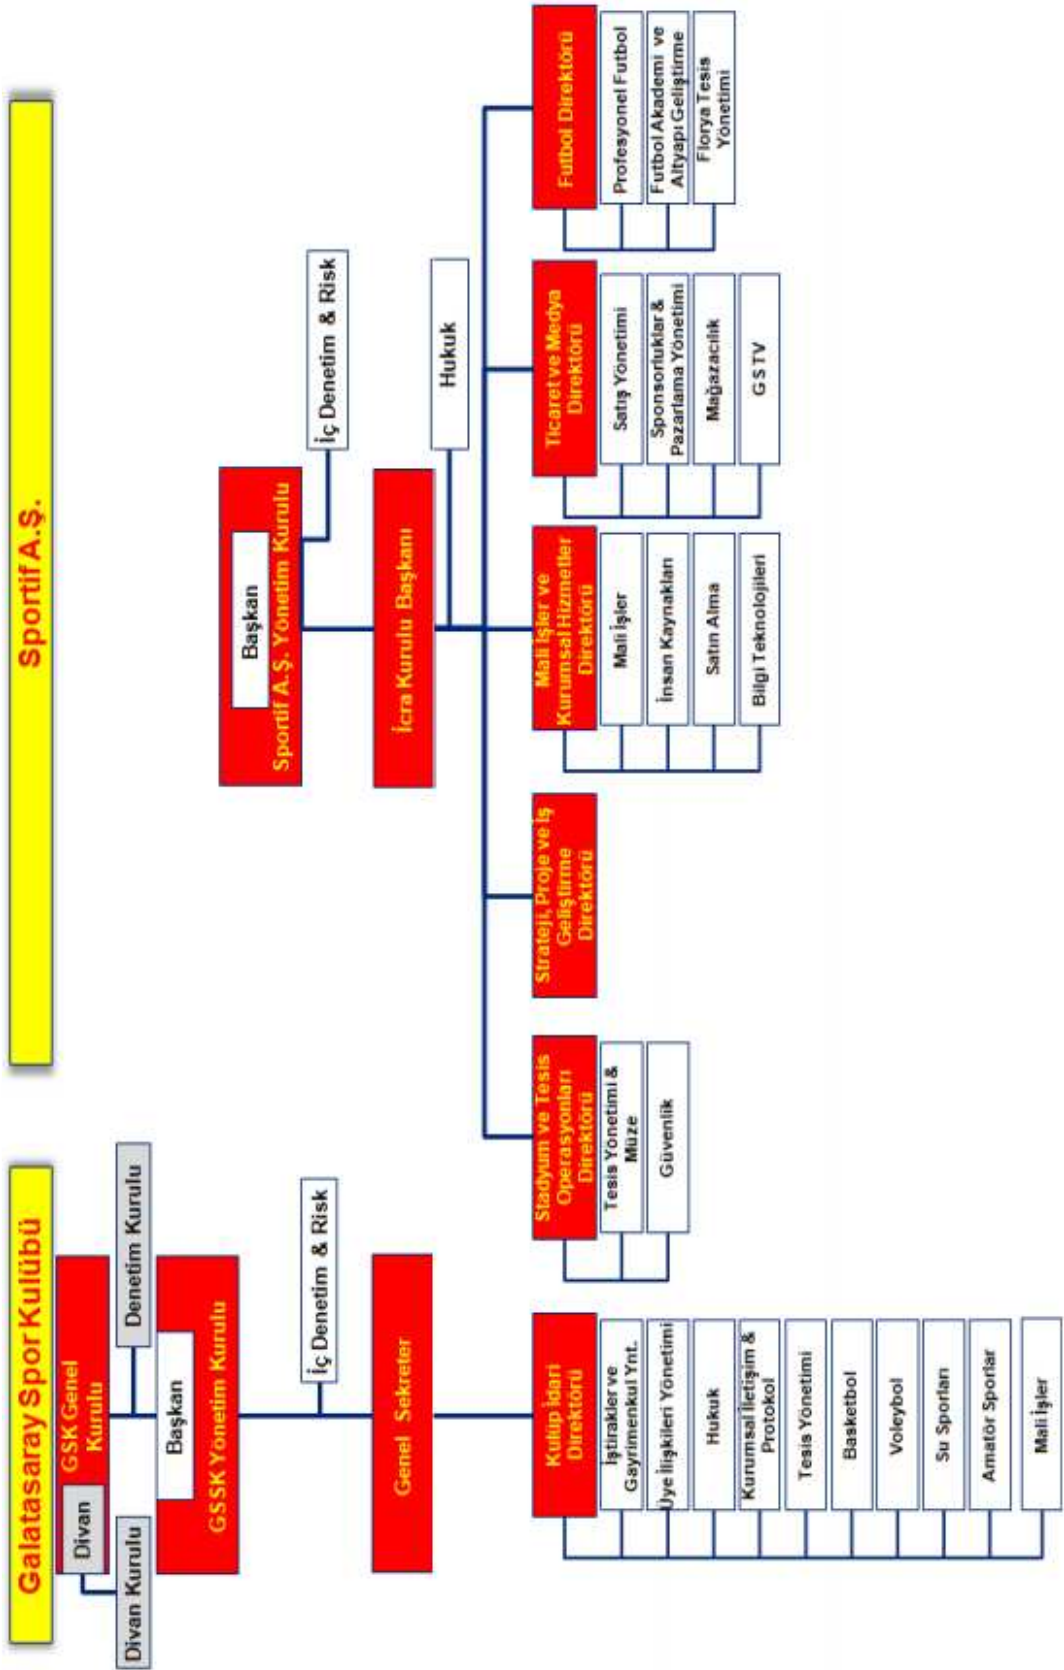 Galatasaray Spor Kulübü
Sportif A.Ş.
GSK Genel
Kurulu
Divan
Divan Kurulu
Denetim Kurulu
Başkan
GSSK Yönetim Kurulu
İç Denetim & Risk
Genel Sekreter
Kulüp İdari
Direktörü
İştirakler ve
Gayrimenkul Ynt.
Üye İlişkileri Yönetimi
Hukuk
Kurumsal İletişim &
Protokol
Tesis Yönetimi
Basketbol
Voleybol
Su Sporları
Amatör Sporlar
Mali İşler
Başkan
Sportif A.Ş. Yönetim Kurulu
İç Denetim & Risk
İcra Kurulu Başkanı
Hukuk
Stadyum ve Tesis
Operasyonları
Direktörü
Tesis Yönetimi &
Müze
Güvenlik
Strateji, Proje ve İş
Geliştirme
Direktörü
Mali İşler ve
Kurumsal Hizmetler
Direktörü
Mali İşler
İnsan Kaynakları
Satın Alma
Bilgi Teknolojileri
Ticaret ve Medya
Direktörü
Satış Yönetimi
Sponsorluklar &
Pazarlama Yönetimi
Mağazacılık
G S TV
Futbol Direktörü
Profesyonel Futbol
Futbol Akademi ve
Altyapı Geliştirme
Florya Tesis
Yönetimi